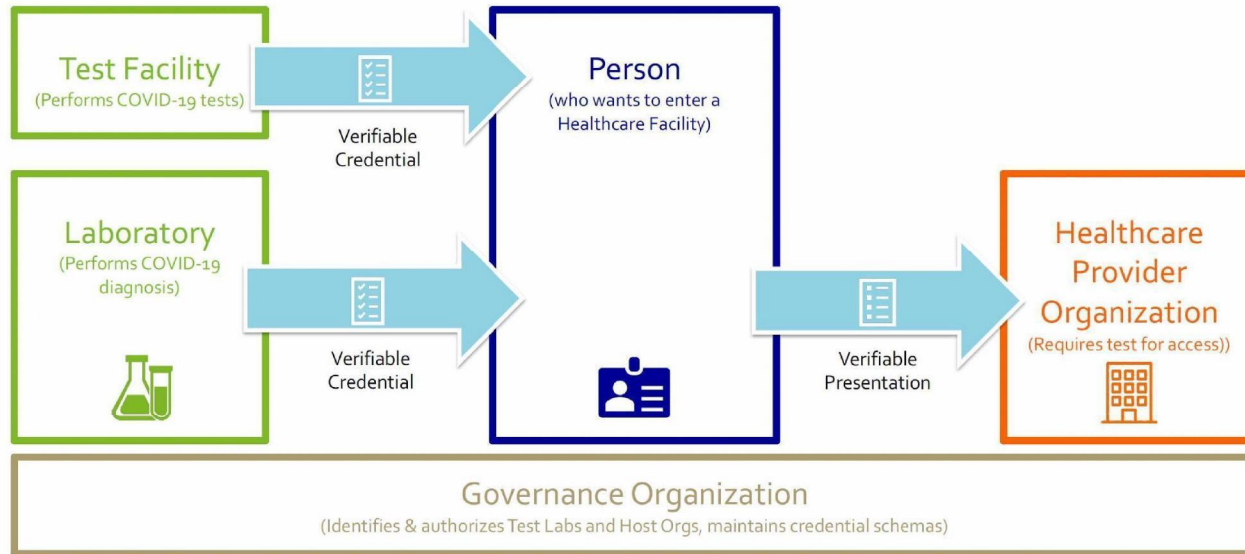 Test Facility
(Performs COVID-19 tests)
Verifiable
Credential
Person
(who wants to enter a
Healthcare Facility)
Laboratory
(Performs COVID-19
diagnosis)
Verifiable
Credential
Verifiable
Presentation
Healthcare
Provider
Organization
(Requires test for access))
Governance Organization
(Identifies & authorizes Test Labs and Host Orgs, maintains credential schemas)